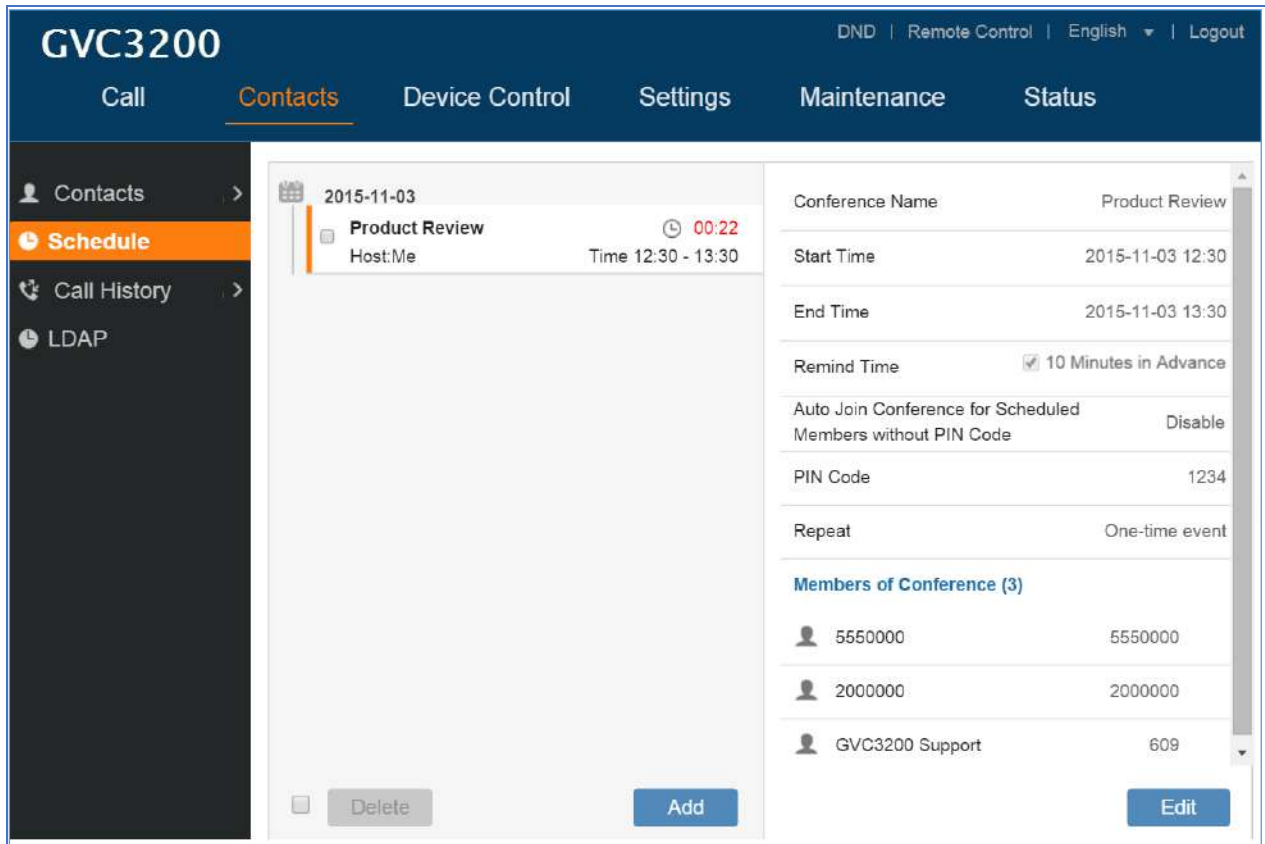 GVC3200
DND | Remote Control | English | Logout
Call Contacts Device Control Settings Maintenance Status
Contacts
Schedule
Call History
LDAP
2015-11-03
Product Review 00:22
Host:Me Time 12:30 - 13:30
Delete Add
Conference Name Product Review
Start Time 2015-11-03 12:30
End Time 2015-11-03 13:30
Remind Time 10 Minutes in Advance
Auto Join Conference for Scheduled
Members without PIN Code Disable
PIN Code 1234
Repeat One-time event
Members of Conference (3)
5550000 5550000
2000000 2000000
GVC3200 Support 609
Edit